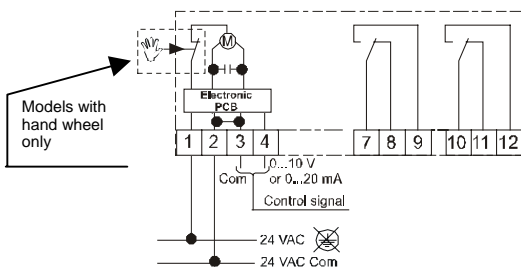 M
Models with
hand wheel
only
Electronic
PCB
1 2 3 4 7 8 9 10 11 12
0...10 V
Com or 0...20 mA
Control signal
24 VAC
24 VAC Com